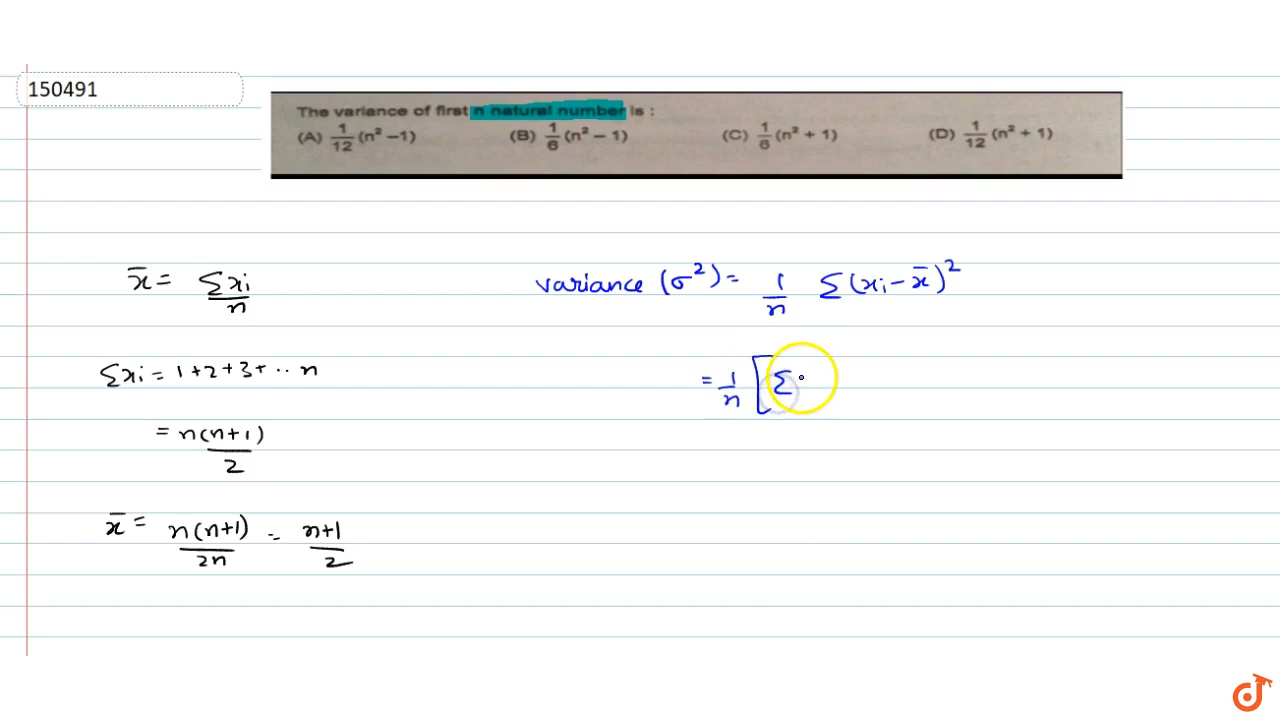 150491
The variance of first n natural number is :
(A) 1/12 (n² −1) (B) 1/6 (n² − 1) (C) 1/6 (n² + 1) (D) 1/12 (n² + 1)
x̄ = Σxi/n
variance (σ²) = 1/n Σ(xi − x̄)²
Σxi = 1+2+3+ ·· n
= 1/n [Σ
= n(n+1)/2
x̄ = n(n+1)/2n = n+1/2